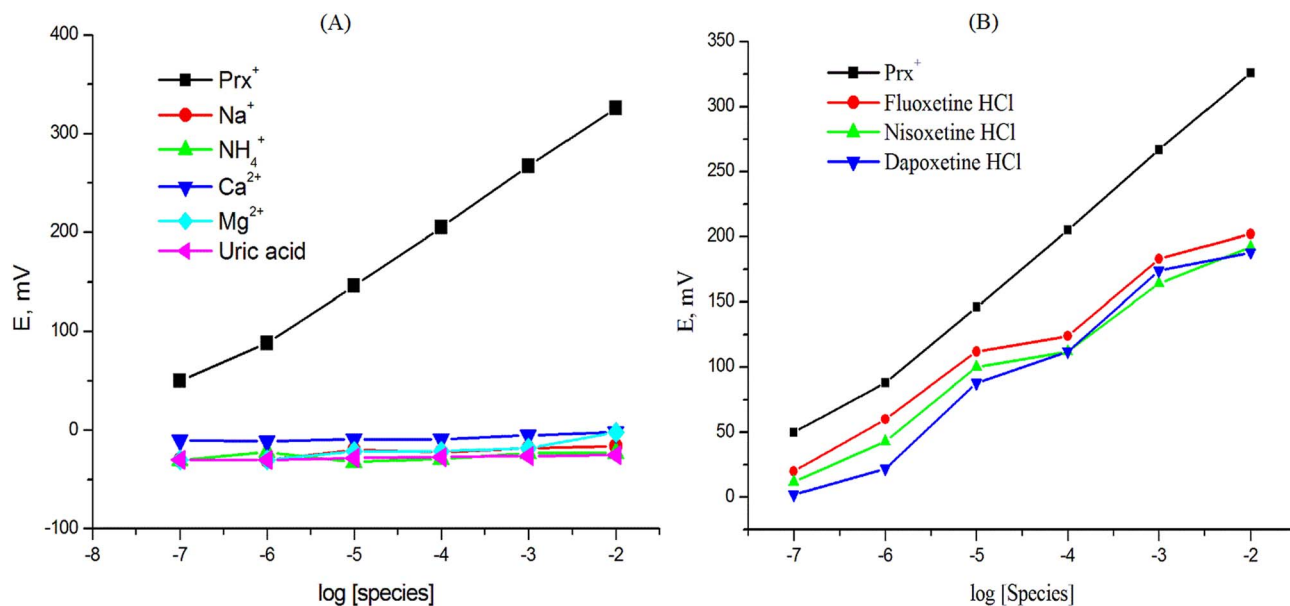 (A)
400
300
200
100
0
-100
E, mV
Prx+
Na+
NH4+
Ca2+
Mg2+
Uric acid
-8 -7 -6 -5 -4 -3 -2
log [species]
(B)
350
300
250
200
150
100
50
0
E, mV
Prx+
Fluoxetine HCl
Nisoxetine HCl
Dapoxetine HCl
-7 -6 -5 -4 -3 -2
log [Species]